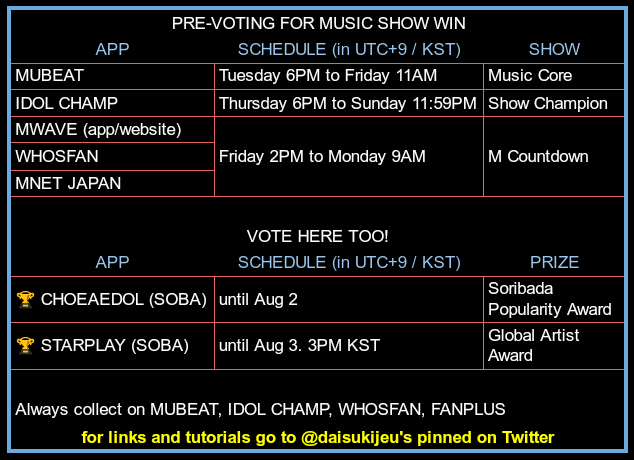 PRE-VOTING FOR MUSIC SHOW WIN
APP SCHEDULE (in UTC+9 / KST) SHOW
MUBEAT Tuesday 6PM to Friday 11AM Music Core
IDOL CHAMP Thursday 6PM to Sunday 11:59PM Show Champion
MWAVE (app/website)
WHOSFAN Friday 2PM to Monday 9AM M Countdown
MNET JAPAN
VOTE HERE TOO!
APP SCHEDULE (in UTC+9 / KST) PRIZE
🏆 CHOEAEDOL (SOBA) until Aug 2 Soribada
Popularity Award
🏆 STARPLAY (SOBA) until Aug 3. 3PM KST Global Artist
Award
Always collect on MUBEAT, IDOL CHAMP, WHOSFAN, FANPLUS
for links and tutorials go to @daisukijeu's pinned on Twitter